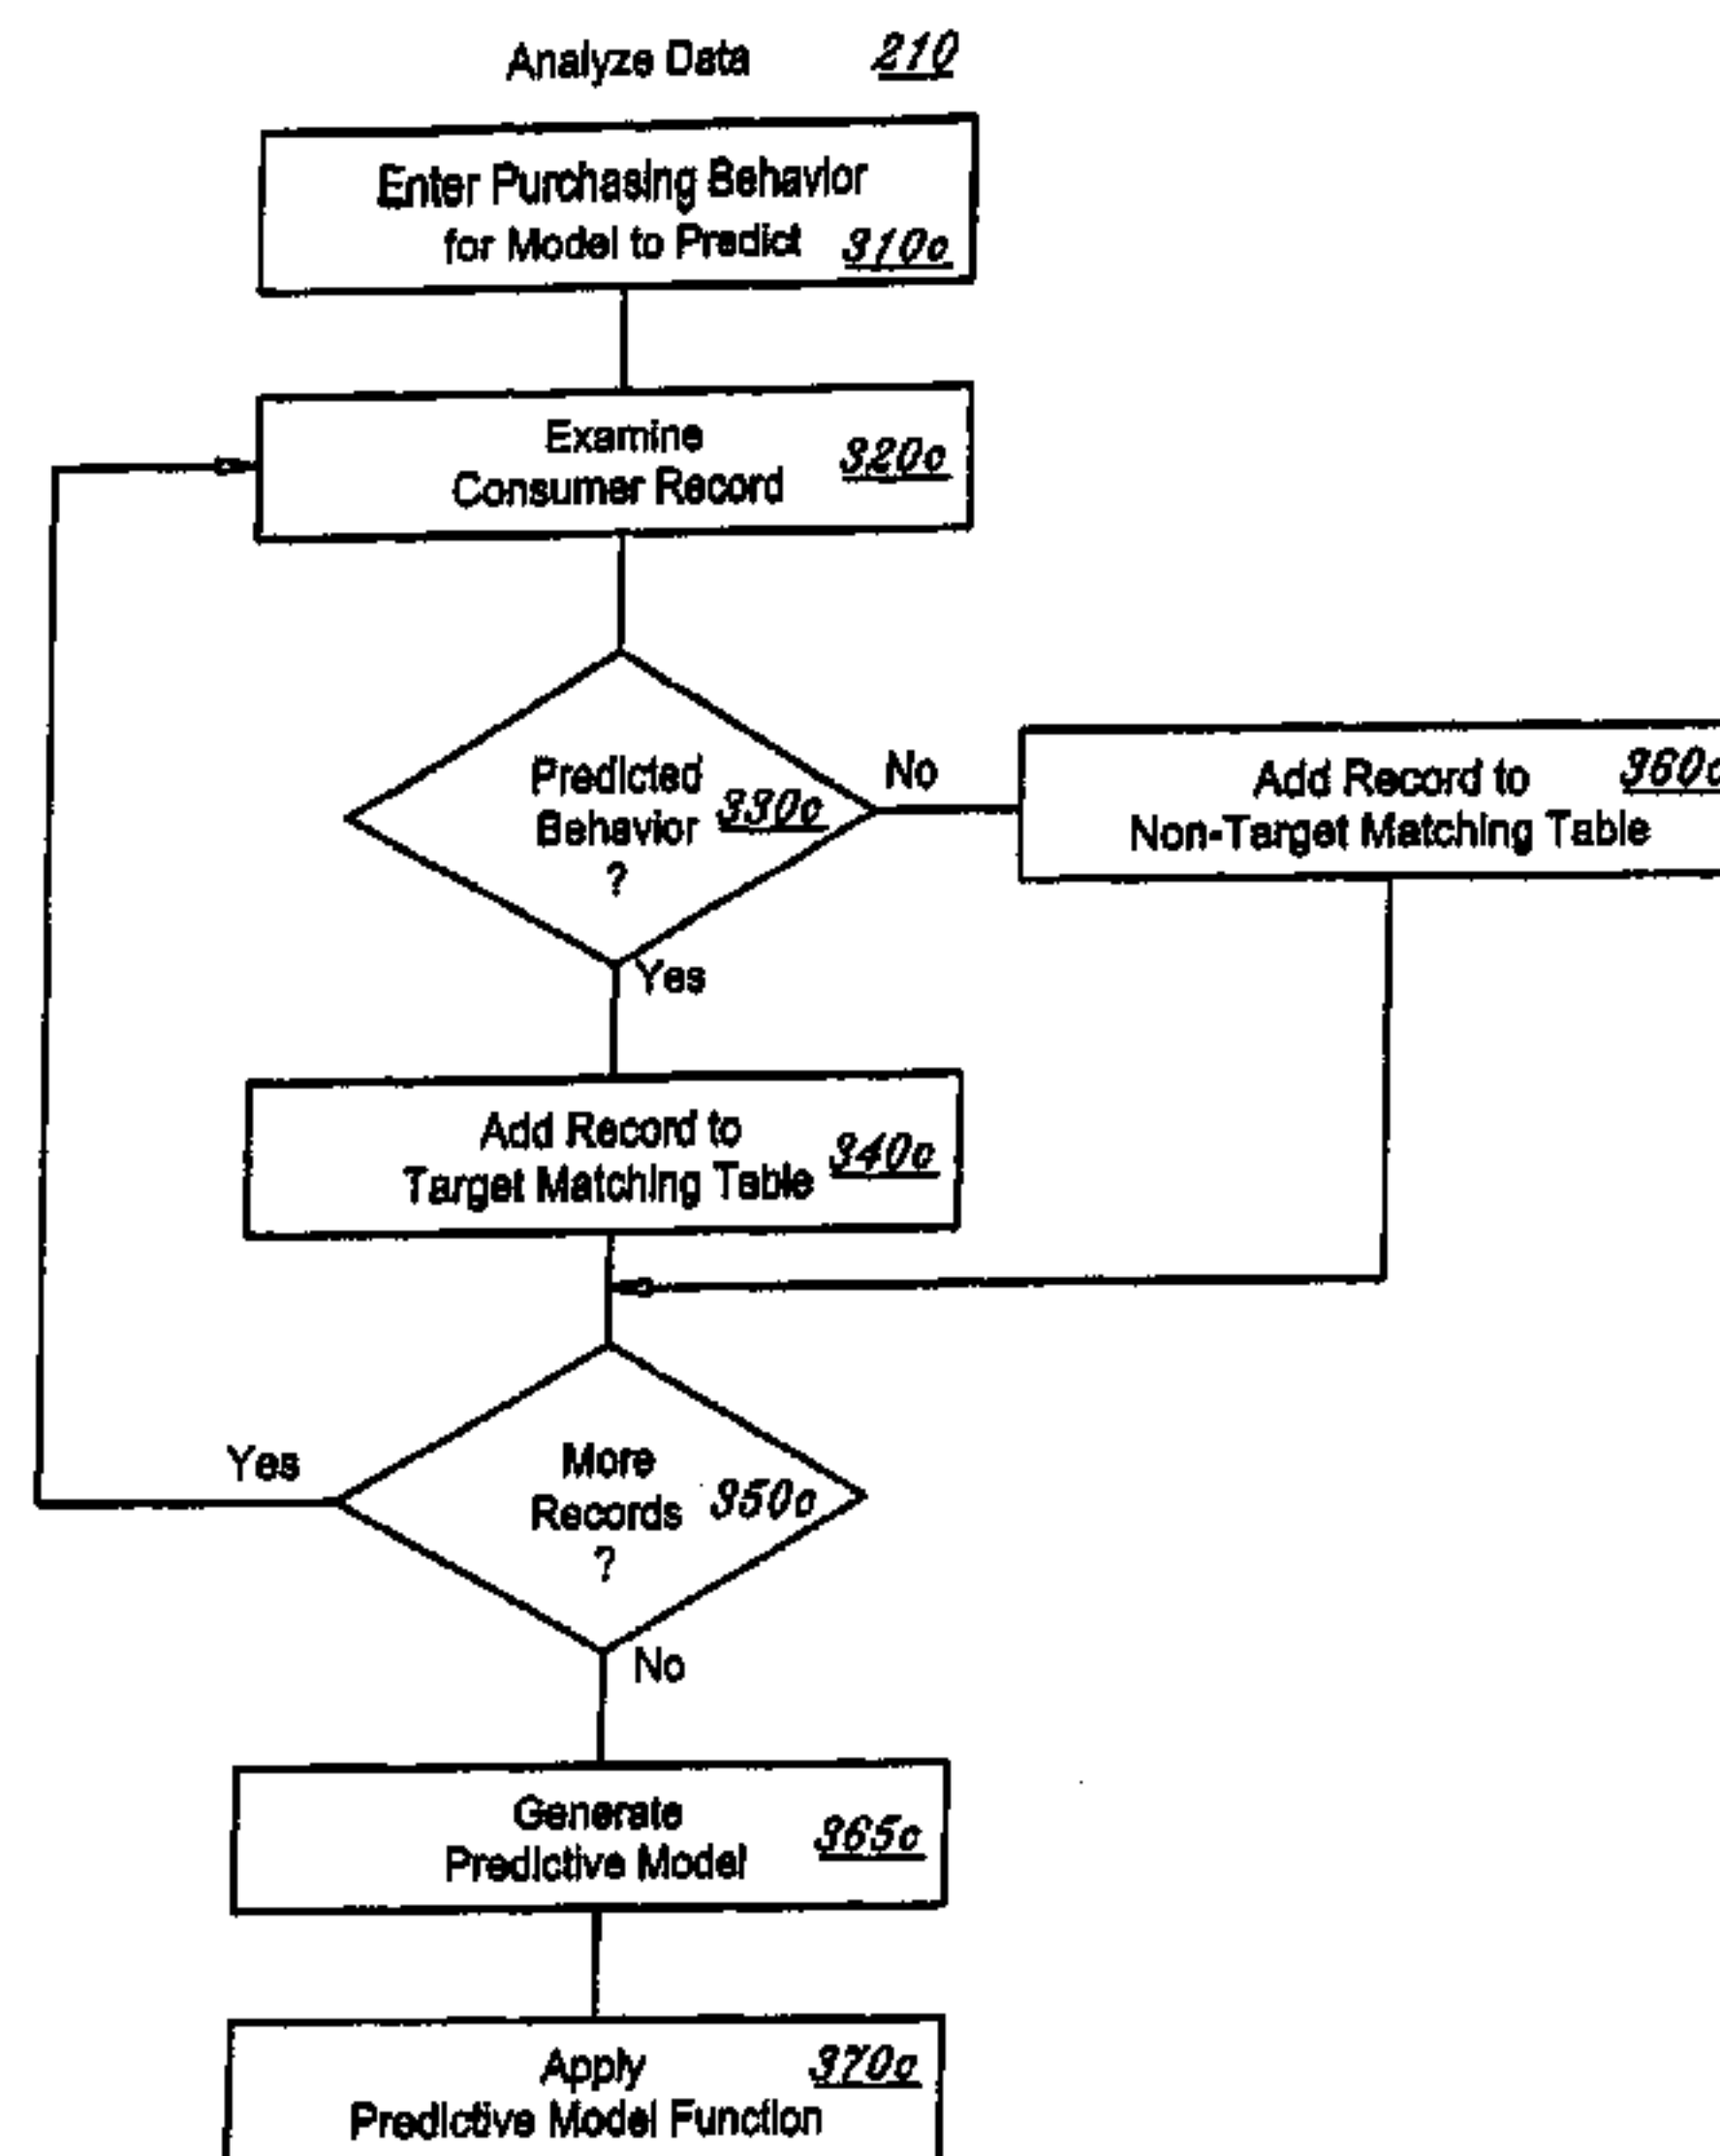 Analyze Data 210
Enter Purchasing Behavior
for Model to Predict 310c
Examine
Consumer Record 320c
Predicted
Behavior 330c
?
No
Add Record to 360c
Non-Target Matching Table
Yes
Add Record to
Target Matching Table 340c
Yes
More
Records 350c
?
No
Generate
Predictive Model 365c
Apply 370c
Predictive Model Function